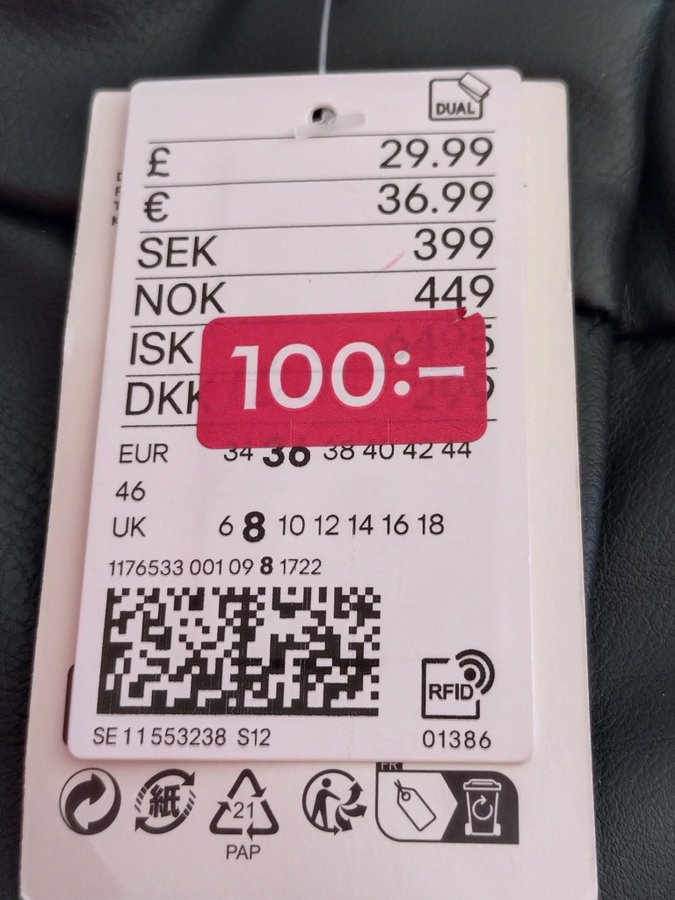 DUAL
£ 29.99
€ 36.99
SEK 399
NOK 449
ISK
100:-
DKK
EUR 34 36 38 40 42 44
46
UK 6 8 10 12 14 16 18
1176533 001 09 8 1722
RFID
SE 11 553238 S12 01386
紙
21
PAP
FR